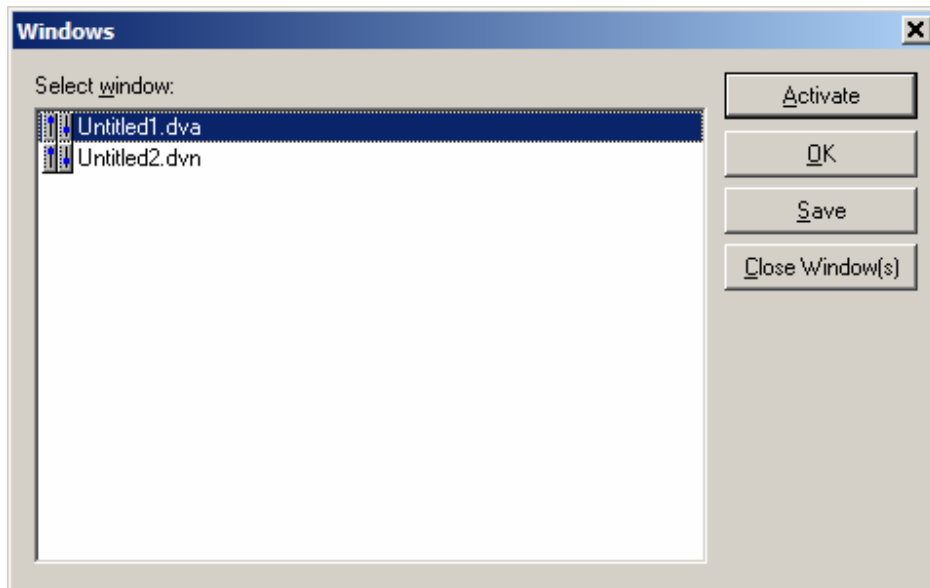 Windows
Select window:
Untitled1.dva
Untitled2.dvn
Activate
OK
Save
Close Window(s)